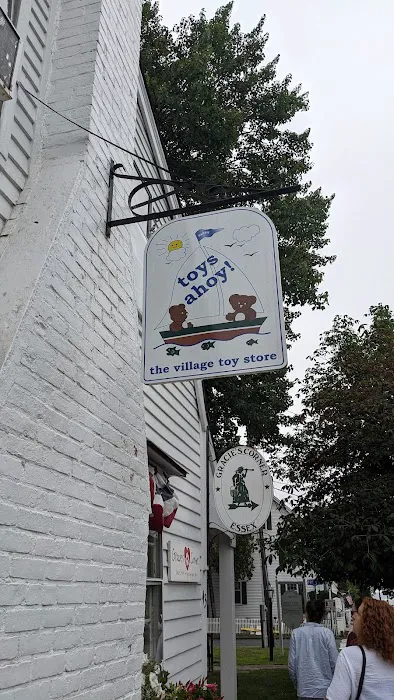 toys
ahoy!
the village toy store
GRACIE'S CORNER
ESSEX